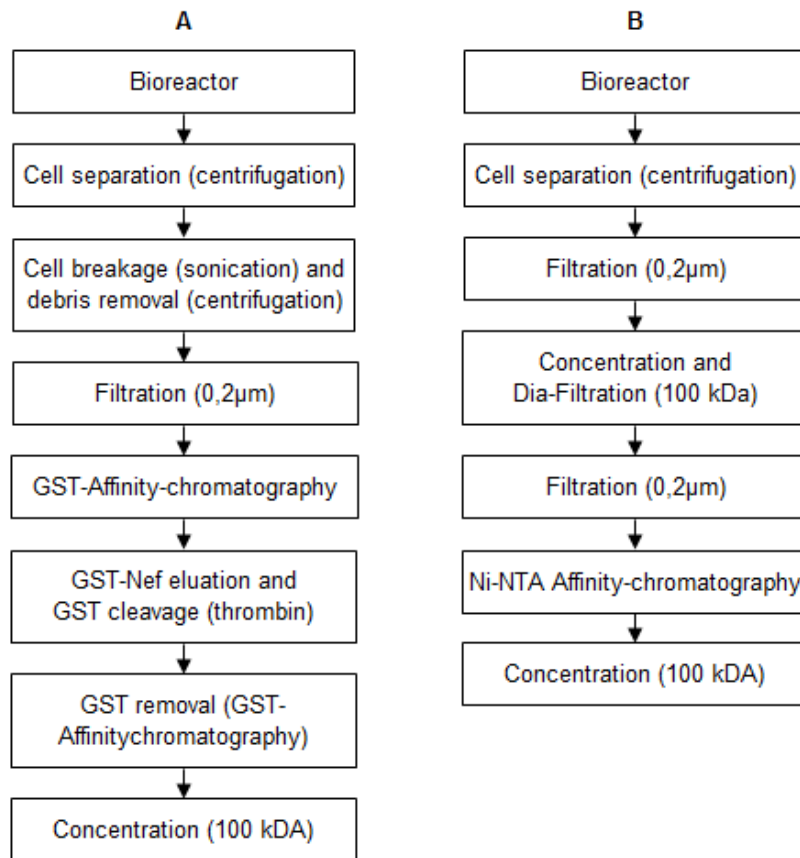 A
Bioreactor
Cell separation (centrifugation)
Cell breakage (sonication) and
debris removal (centrifugation)
Filtration (0,2µm)
GST-Affinity-chromatography
GST-Nef eluation and
GST cleavage (thrombin)
GST removal (GST-
Affinitychromatography)
Concentration (100 kDA)
B
Bioreactor
Cell separation (centrifugation)
Filtration (0,2µm)
Concentration and
Dia-Filtration (100 kDa)
Filtration (0,2µm)
Ni-NTA Affinity-chromatography
Concentration (100 kDA)